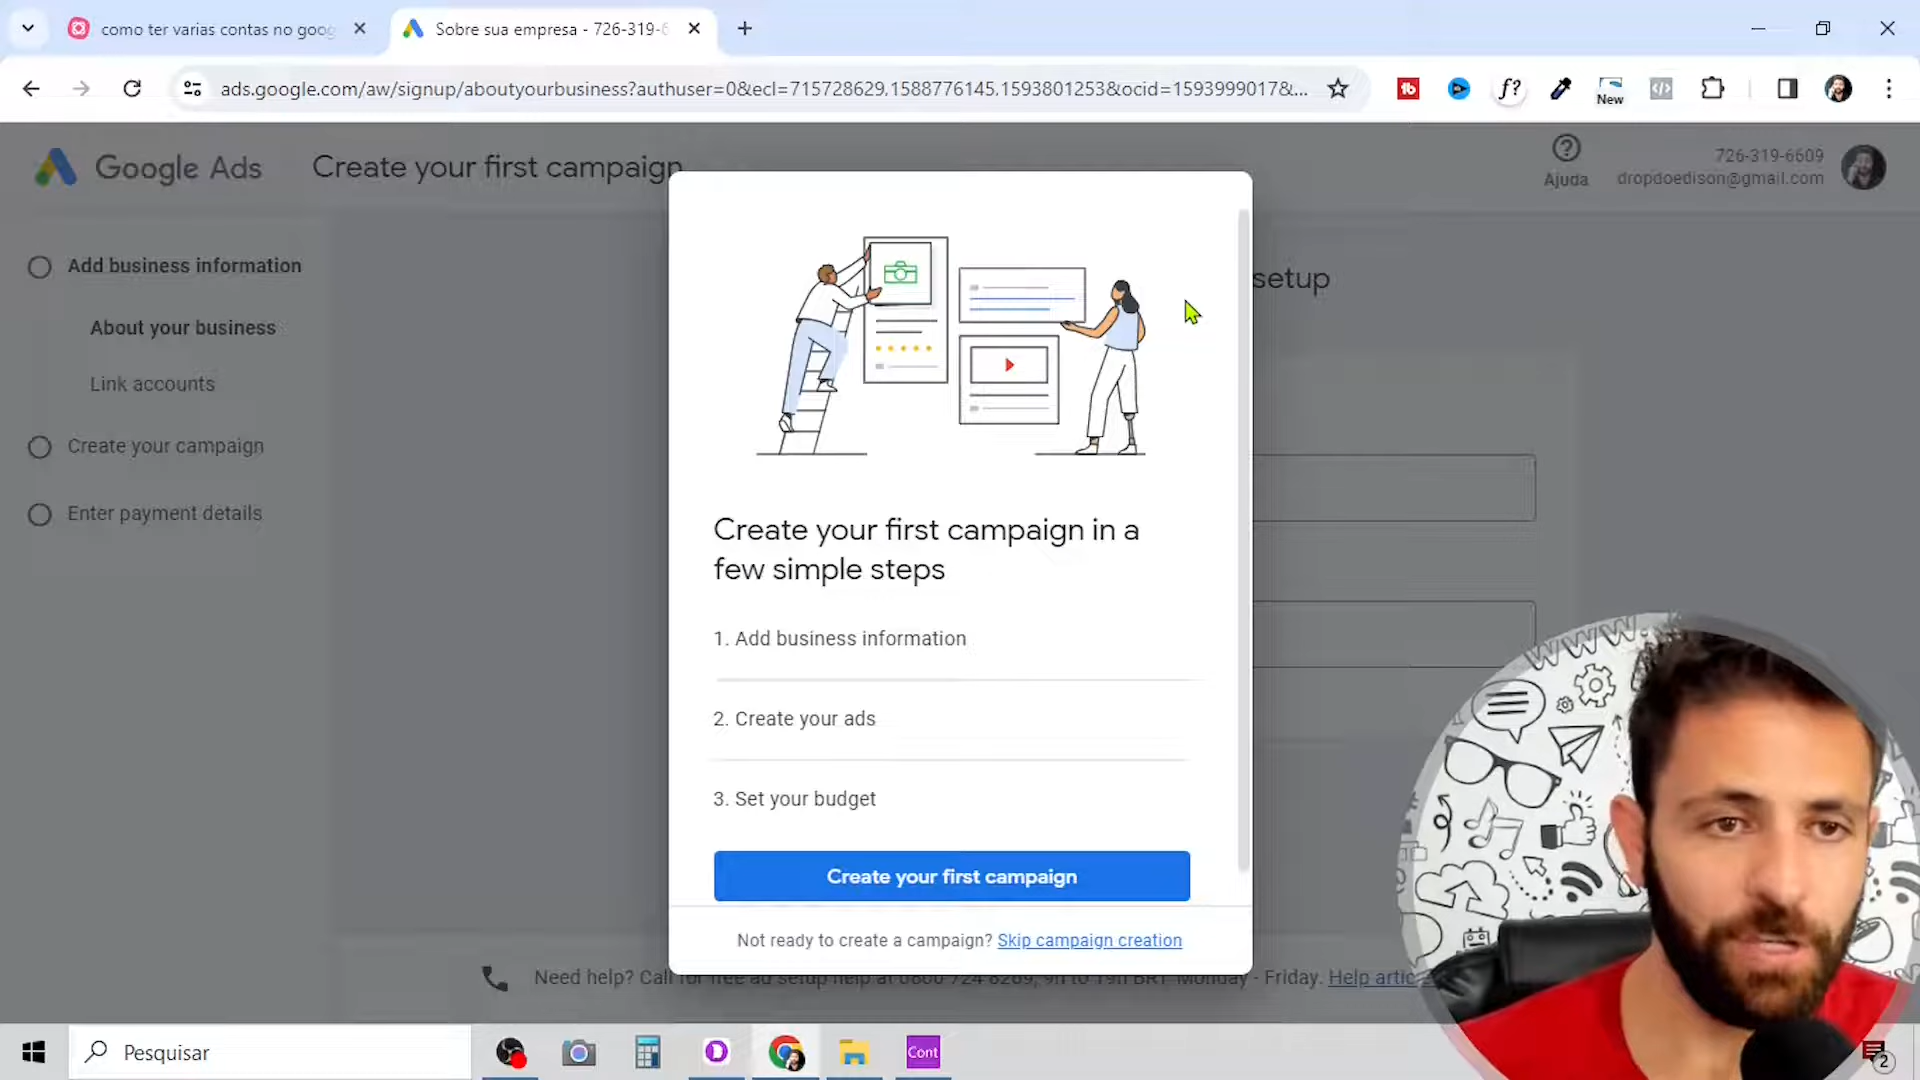 como ter varias contas no goog
Sobre sua empresa - 726-319-6
ads.google.com/aw/signup/aboutyourbusiness?authuser=0&ecl=715728629.1588776145.1593801253&ocid=1593999017&...
f?
New
Google Ads
Create your first campaign
Ajuda
726-319-6609
dropdoedison@gmail.com
Add business information
About your business
Link accounts
Create your campaign
Enter payment details
setup
Create your first campaign in a
few simple steps
1. Add business information
2. Create your ads
3. Set your budget
Create your first campaign
Not ready to create a campaign? Skip campaign creation
Need help? Call for free ad setup help at 0800 724 8269, 9h to 19h BRT Monday - Friday. Help artic
WWW
Pesquisar
Cont
2